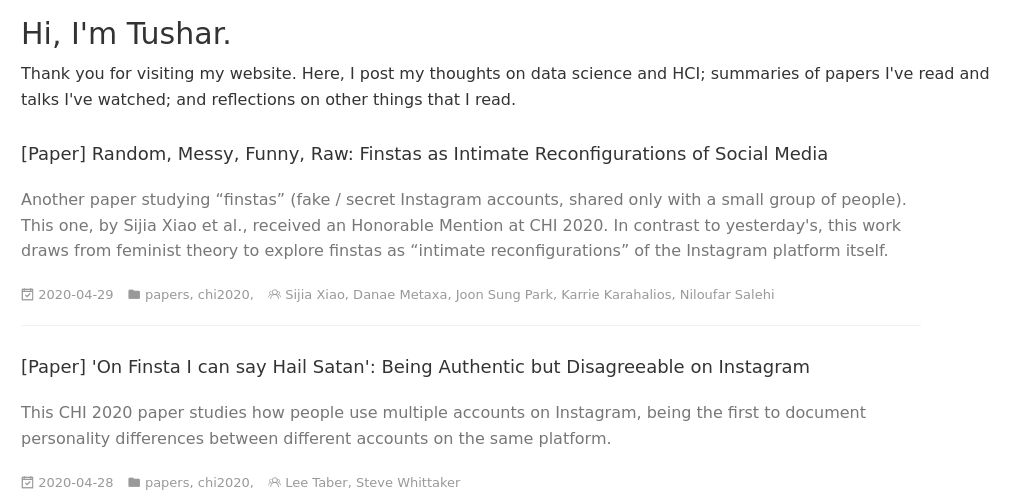 Hi, I'm Tushar.
Thank you for visiting my website. Here, I post my thoughts on data science and HCI; summaries of papers I've read and
talks I've watched; and reflections on other things that I read.
[Paper] Random, Messy, Funny, Raw: Finstas as Intimate Reconfigurations of Social Media
Another paper studying “finstas” (fake / secret Instagram accounts, shared only with a small group of people).
This one, by Sijia Xiao et al., received an Honorable Mention at CHI 2020. In contrast to yesterday's, this work
draws from feminist theory to explore finstas as “intimate reconfigurations” of the Instagram platform itself.
2020-04-29 papers, chi2020, Sijia Xiao, Danae Metaxa, Joon Sung Park, Karrie Karahalios, Niloufar Salehi
[Paper] 'On Finsta I can say Hail Satan': Being Authentic but Disagreeable on Instagram
This CHI 2020 paper studies how people use multiple accounts on Instagram, being the first to document
personality differences between different accounts on the same platform.
2020-04-28 papers, chi2020, Lee Taber, Steve Whittaker